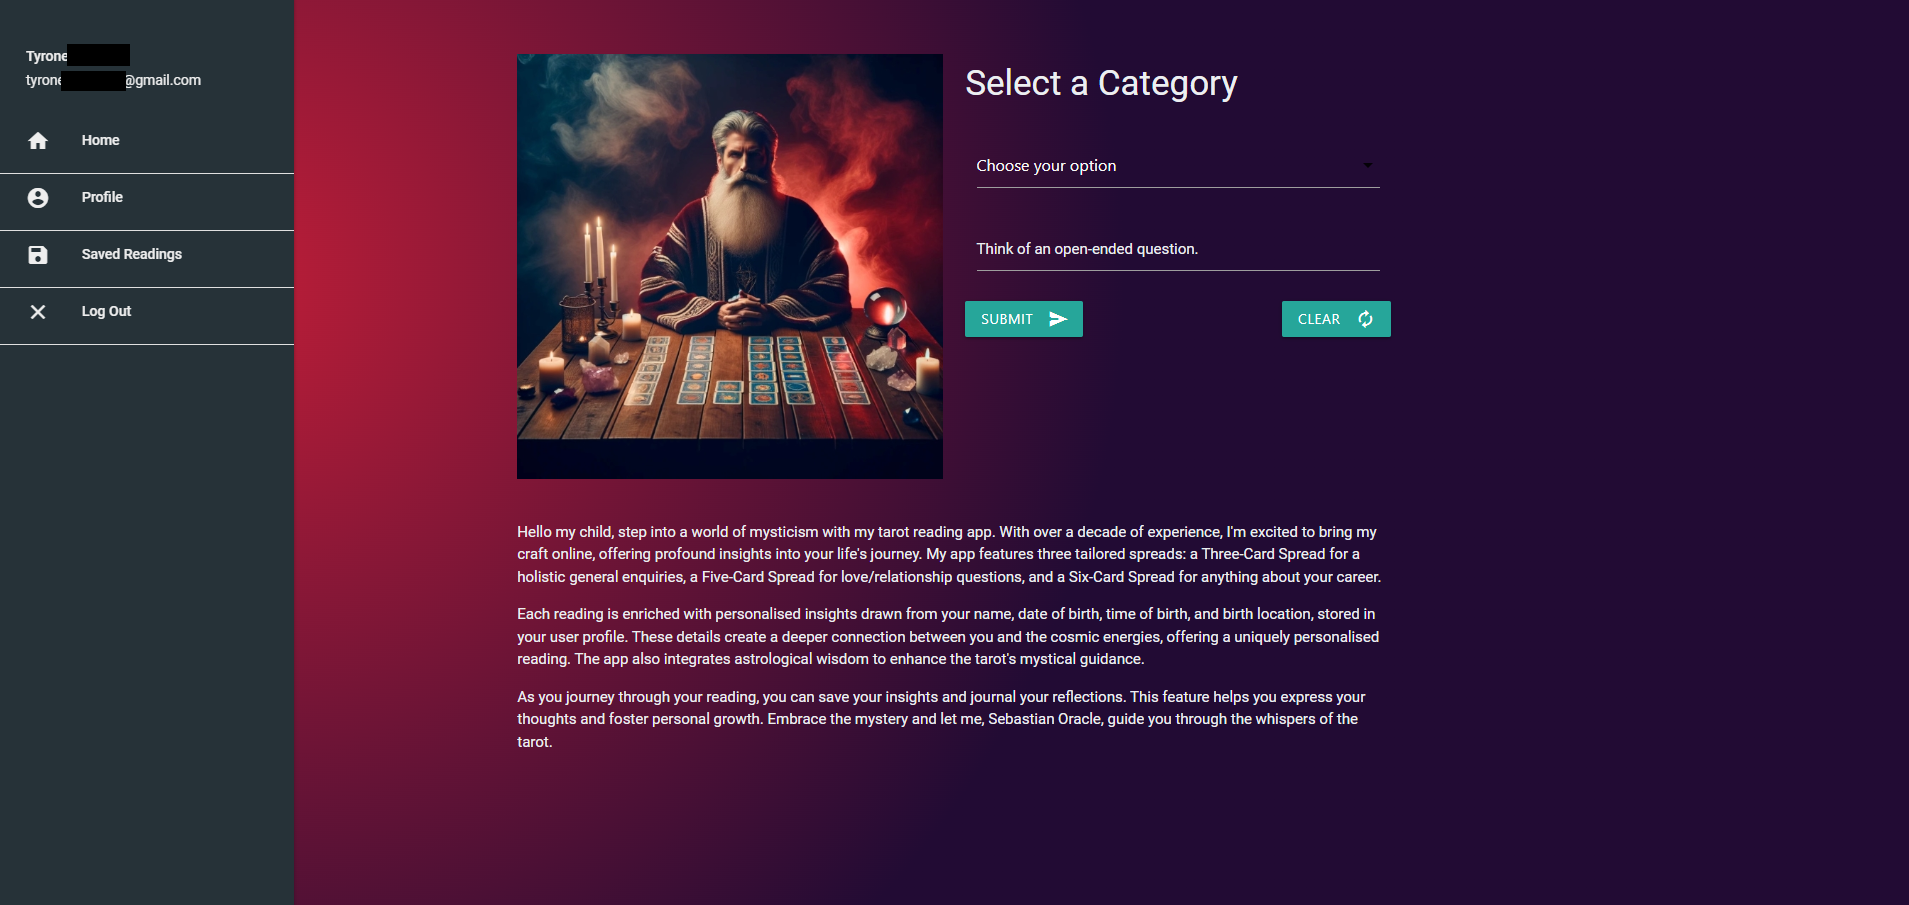 Tyrone
tyrone @gmail.com
Home
Profile
Saved Readings
Log Out
Select a Category
Choose your option
Think of an open-ended question.
SUBMIT
CLEAR
Hello my child, step into a world of mysticism with my tarot reading app. With over a decade of experience, I'm excited to bring my
craft online, offering profound insights into your life's journey. My app features three tailored spreads: a Three-Card Spread for a
holistic general enquiries, a Five-Card Spread for love/relationship questions, and a Six-Card Spread for anything about your career.
Each reading is enriched with personalised insights drawn from your name, date of birth, time of birth, and birth location, stored in
your user profile. These details create a deeper connection between you and the cosmic energies, offering a uniquely personalised
reading. The app also integrates astrological wisdom to enhance the tarot's mystical guidance.
As you journey through your reading, you can save your insights and journal your reflections. This feature helps you express your
thoughts and foster personal growth. Embrace the mystery and let me, Sebastian Oracle, guide you through the whispers of the
tarot.